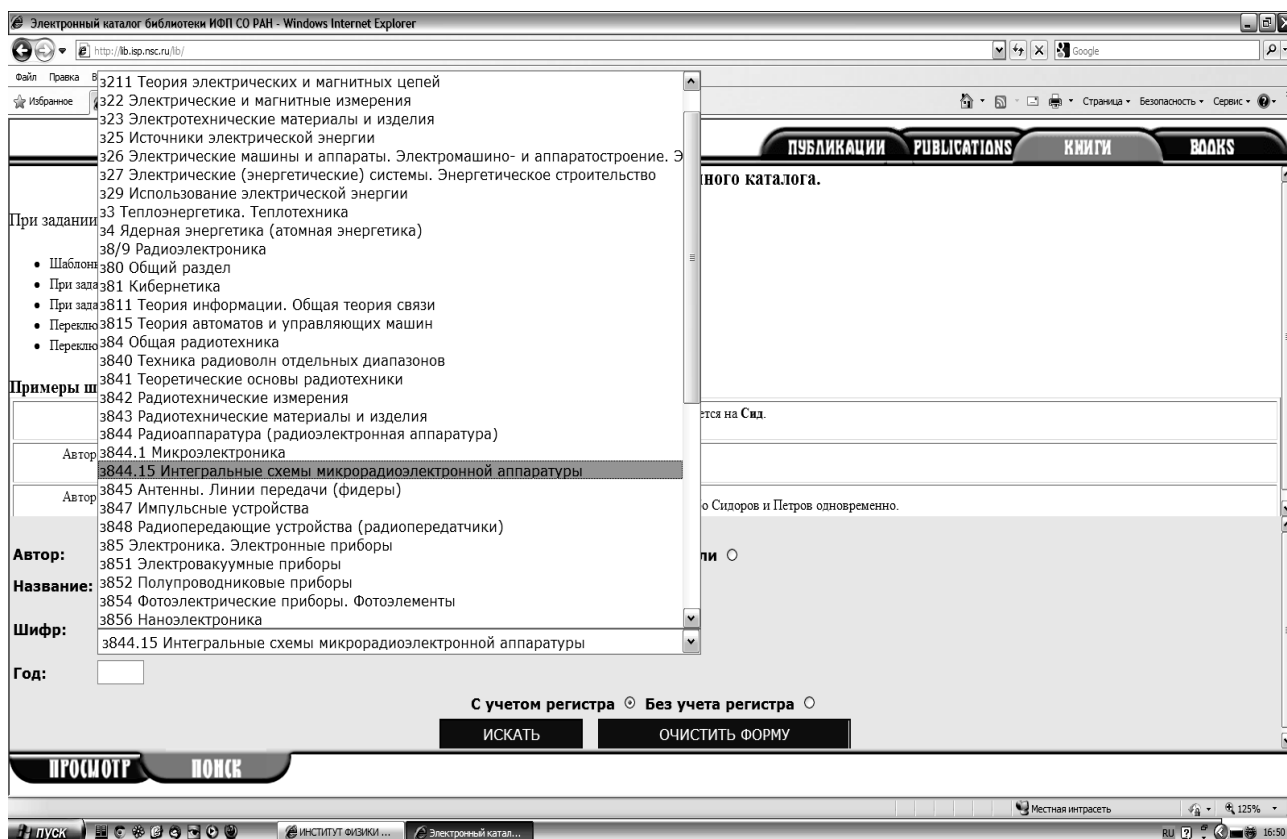 Электронный каталог библиотеки ИФП СО РАН - Windows Internet Explorer
http://lib.isp.nsc.ru/lib/
Google
Файл Правка В
Избранное
Страница Безопасность Сервис
ПУБЛИКАЦИИ PUBLICATIONS КНИГИ BOOKS
ного каталога.
При задании
Шаблон
При зада
При зада
Переклю
Переклю
Примеры ш
ется на Сид.
Автор
Автор
о Сидоров и Петров одновременно.
з211 Теория электрических и магнитных цепей
з22 Электрические и магнитные измерения
з23 Электротехнические материалы и изделия
з25 Источники электрической энергии
з26 Электрические машины и аппараты. Электромашино- и аппаратостроение. Э
з27 Электрические (энергетические) системы. Энергетическое строительство
з29 Использование электрической энергии
з3 Теплоэнергетика. Теплотехника
з4 Ядерная энергетика (атомная энергетика)
з8/9 Радиоэлектроника
з80 Общий раздел
з81 Кибернетика
з811 Теория информации. Общая теория связи
з815 Теория автоматов и управляющих машин
з84 Общая радиотехника
з840 Техника радиоволн отдельных диапазонов
з841 Теоретические основы радиотехники
з842 Радиотехнические измерения
з843 Радиотехнические материалы и изделия
з844 Радиоаппаратура (радиоэлектронная аппаратура)
з844.1 Микроэлектроника
з844.15 Интегральные схемы микрорадиоэлектронной аппаратуры
з845 Антенны. Линии передачи (фидеры)
з847 Импульсные устройства
з848 Радиопередающие устройства (радиопередатчики)
з85 Электроника. Электронные приборы
з851 Электровакуумные приборы
з852 Полупроводниковые приборы
з854 Фотоэлектрические приборы. Фотоэлементы
з856 Наноэлектроника
Автор:
ли
Название:
Шифр:
з844.15 Интегральные схемы микрорадиоэлектронной аппаратуры
Год:
С учетом регистра Без учета регистра
ИСКАТЬ ОЧИСТИТЬ ФОРМУ
ПРОСМОТР ПОИСК
Местная интрасеть 125%
пуск ИНСТИТУТ ФИЗИКИ ... Электронный катал... RU 16:50